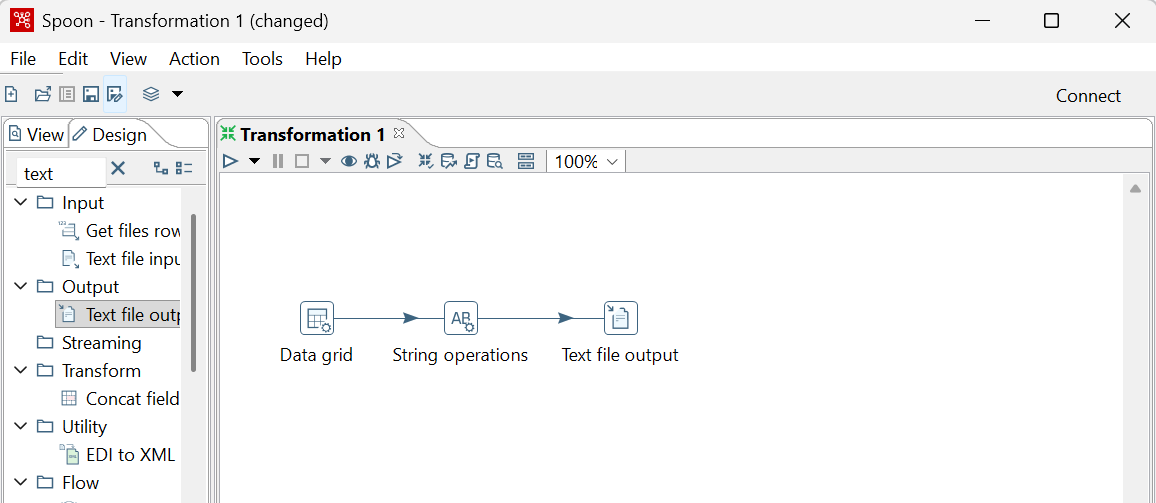 Spoon - Transformation 1 (changed)
File Edit View Action Tools Help
Connect
View Design
Transformation 1
text
100%
Input
Get files row
Text file inpu
Output
Text file outp
Streaming
Transform
Concat field
Utility
EDI to XML
Flow
AB
Data grid String operations Text file output